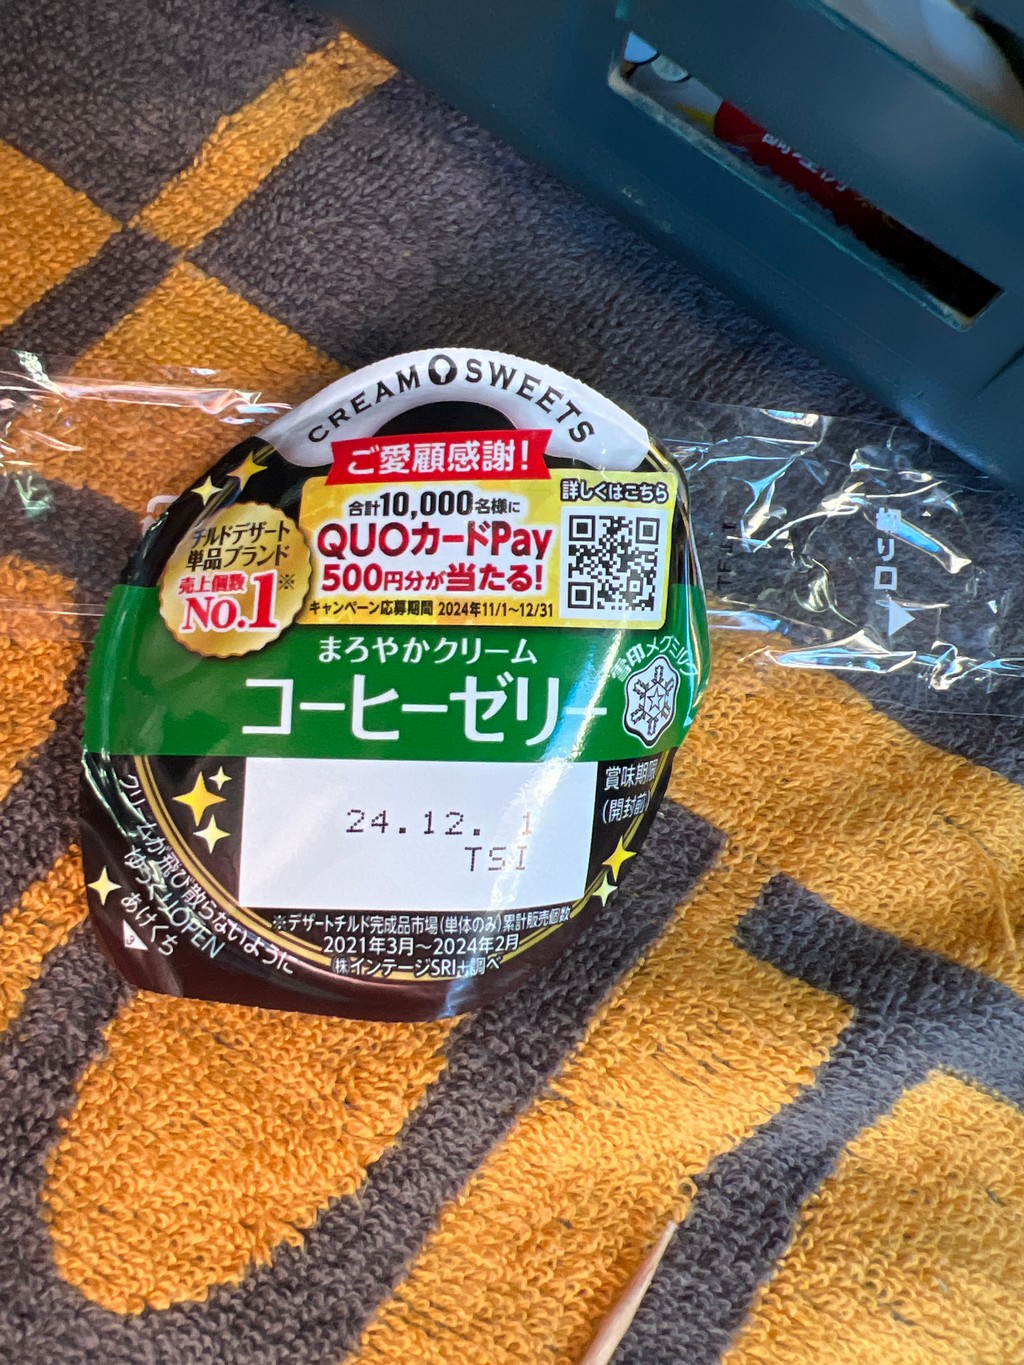 CREAM SWEETS
ご愛顧感謝!
合計10,000名様に
QUOカードPay
500円分が当たる!
キャンペーン応募期間 2024年11/1〜12/31
詳しくはこちら
チルドデザート
単品ブランド
売上個数※
No.1
まろやかクリーム
コーヒーゼリー
雪印メグミルク
賞味期限
(開封前)
24.12. 1
TSI
※デザートチルド完成品市場(単体のみ)累計販売個数
2021年3月〜2024年2月
(株)インテージSRI+調べ
クリームが飛び散らないように
ゆっくりOPEN
あけくち
3
切り口